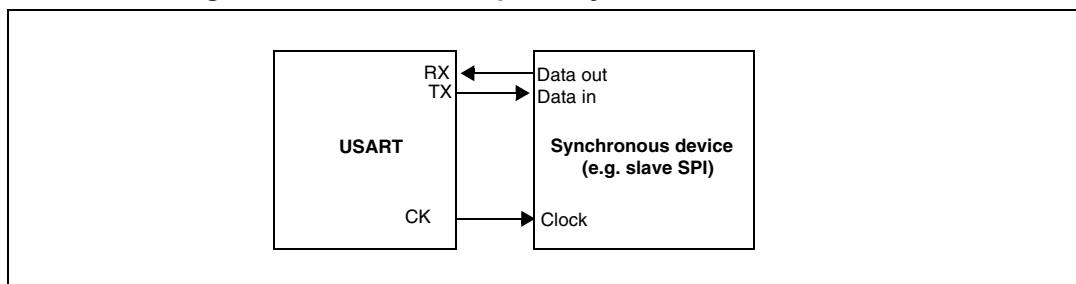 RX
TX
Data out
Data in
USART
Synchronous device
(e.g. slave SPI)
CK
Clock